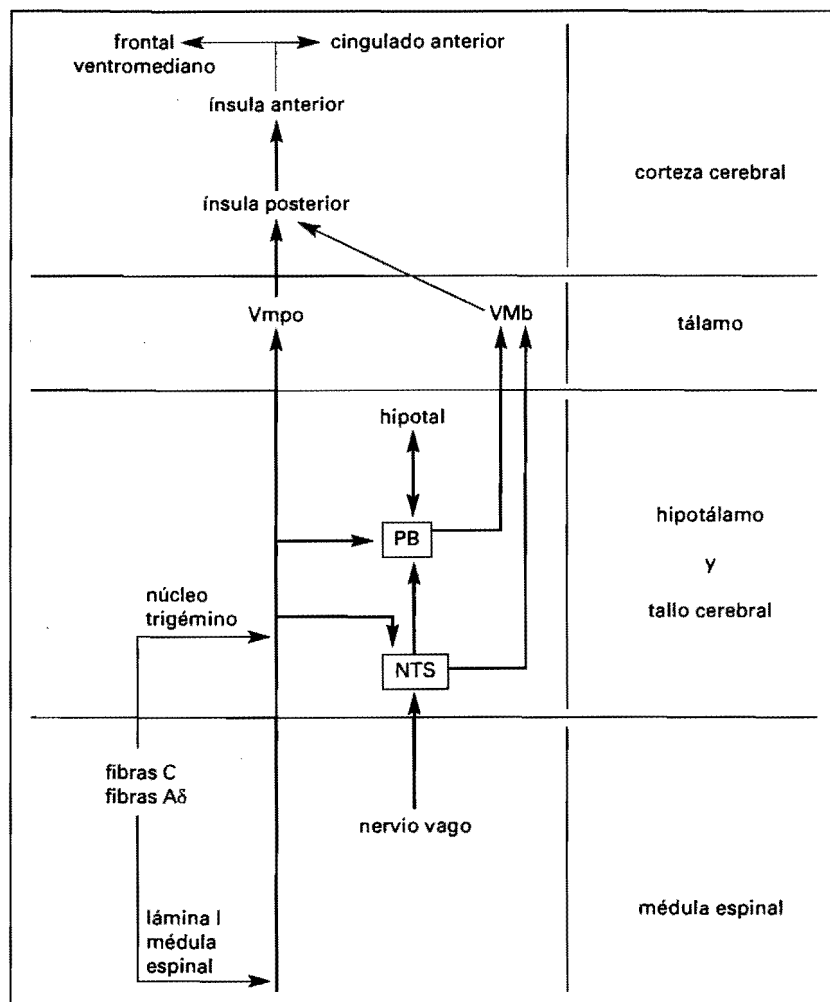 frontal
ventromediano
cingulado anterior
ínsula anterior
corteza cerebral
ínsula posterior
Vmpo
VMb
tálamo
hipotal
PB
hipotálamo
y
tallo cerebral
núcleo
trigémino
NTS
fibras C
fibras Aδ
nervio vago
lámina I
médula
espinal
médula espinal